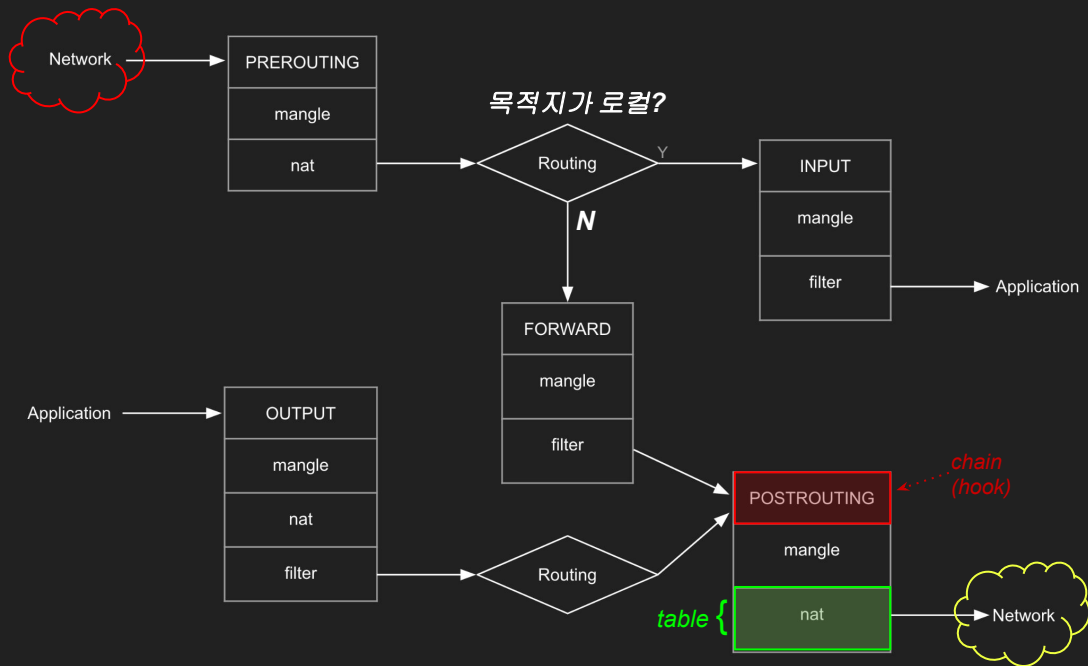 Network
PREROUTING
mangle
nat
목적지가 로컬?
Routing
Y
N
INPUT
mangle
filter
Application
FORWARD
mangle
filter
Application
OUTPUT
mangle
nat
filter
Routing
chain
(hook)
POSTROUTING
mangle
table {
nat
Network